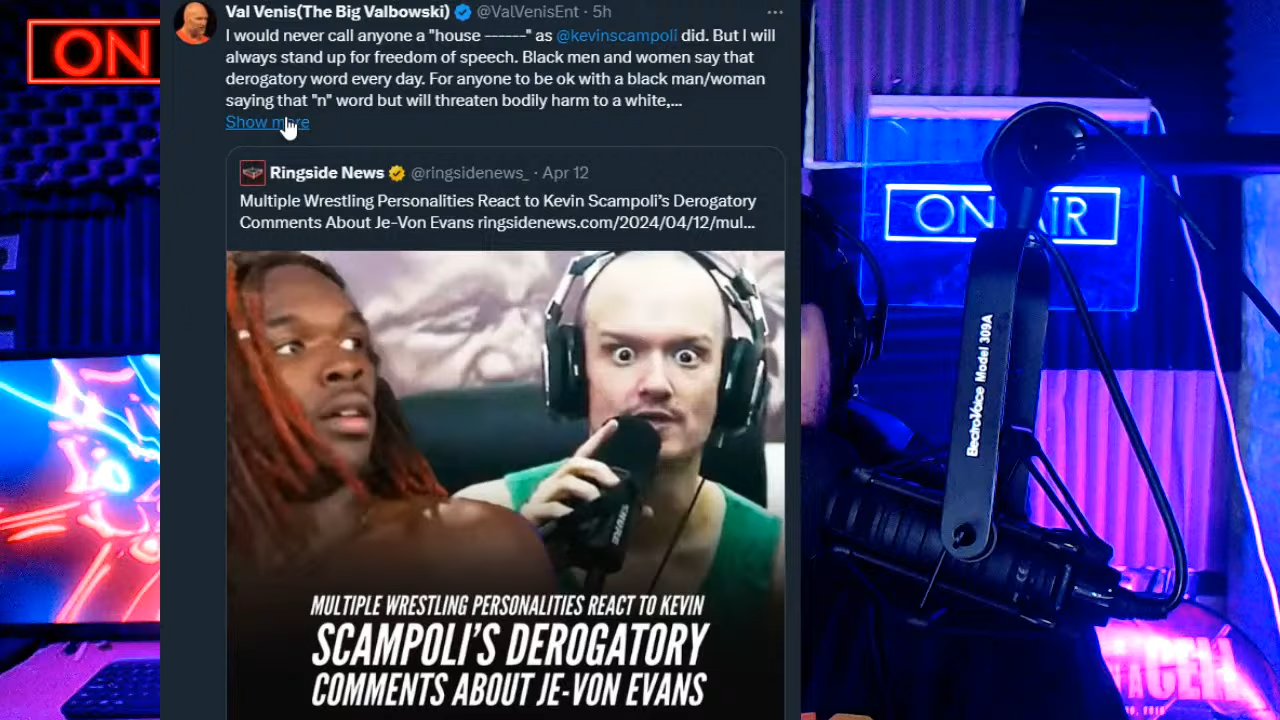 ON
Val Venis(The Big Valbowski) @ValVenisEnt · 5h
I would never call anyone a "house ------" as @kevinscampoli did. But I will
always stand up for freedom of speech. Black men and women say that
derogatory word every day. For anyone to be ok with a black man/woman
saying that "n" word but will threaten bodily harm to a white,...
Show more
Ringside News @ringsidenews_ · Apr 12
Multiple Wrestling Personalities React to Kevin Scampoli's Derogatory
Comments About Je-Von Evans ringsidenews.com/2024/04/12/mul...
ON AIR
ElectroVoice Model 309A
SHURE
MULTIPLE WRESTLING PERSONALITIES REACT TO KEVIN
SCAMPOLI'S DEROGATORY
COMMENTS ABOUT JE-VON EVANS
CE